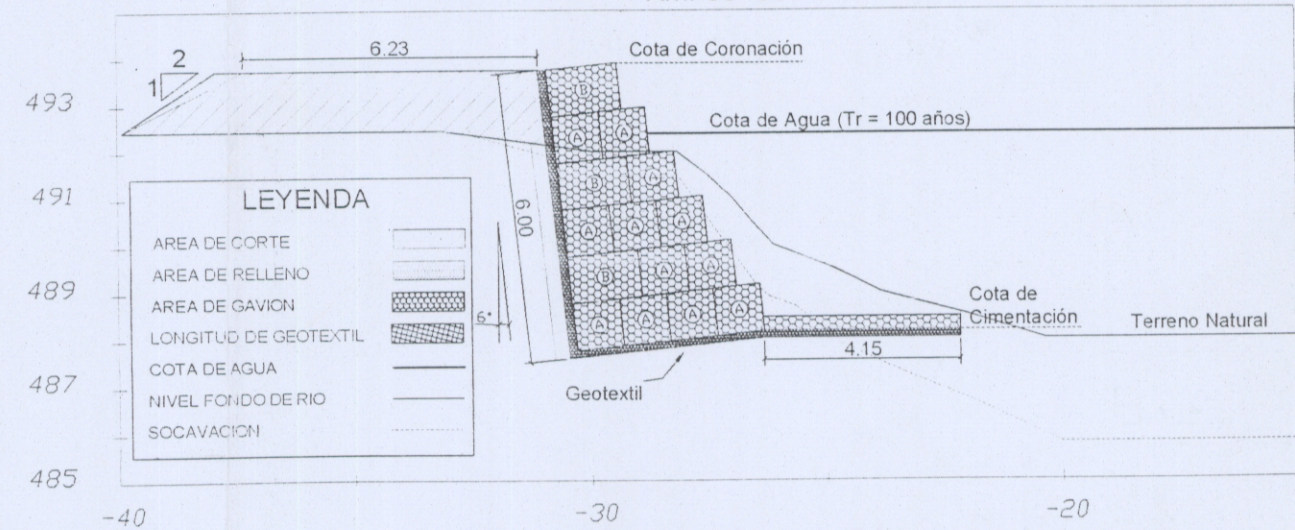 2
1
6.23
Cota de Coronación
493
Cota de Agua (Tr = 100 años)
B
A
A
491
LEYENDA
B
A
AREA DE CORTE
6.00
A
A
A
AREA DE RELLENO
B
A
A
489
AREA DE GAVION
6°
A
A
A
A
Cota de
Cimentación
Terreno Natural
LONGITUD DE GEOTEXTIL
4.15
COTA DE AGUA
487
Geotextil
NIVEL FONDO DE RIO
SOCAVACION
485
-40
-30
-20